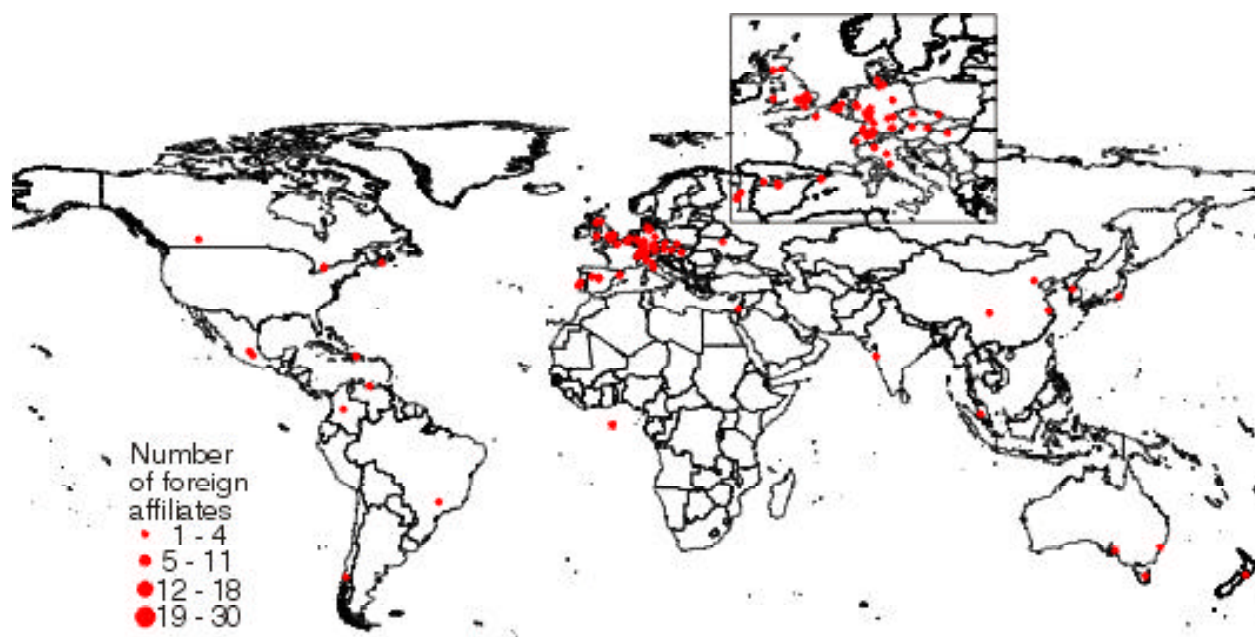 Number
of foreign
affiliates
1 - 4
5 - 11
12 - 18
19 - 30